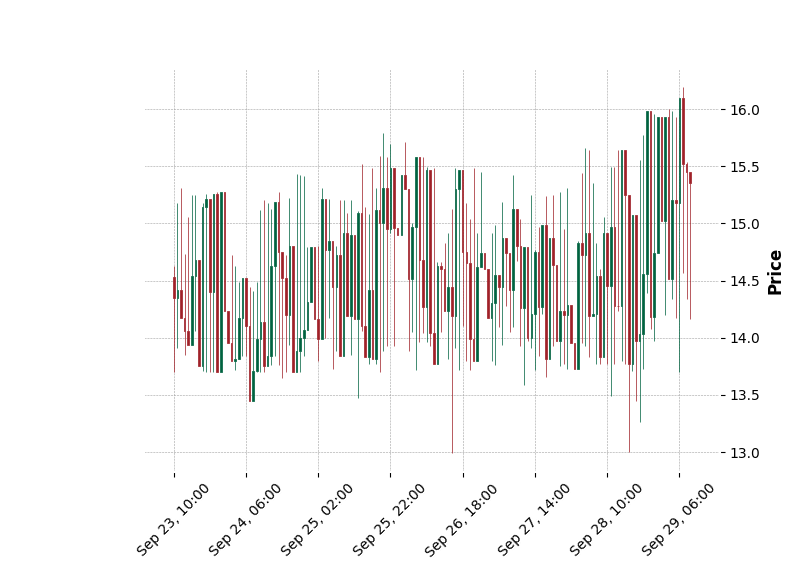 16.0
15.5
15.0
14.5
14.0
13.5
13.0
Price
Sep 23, 10:00
Sep 24, 06:00
Sep 25, 02:00
Sep 25, 22:00
Sep 26, 18:00
Sep 27, 14:00
Sep 28, 10:00
Sep 29, 06:00